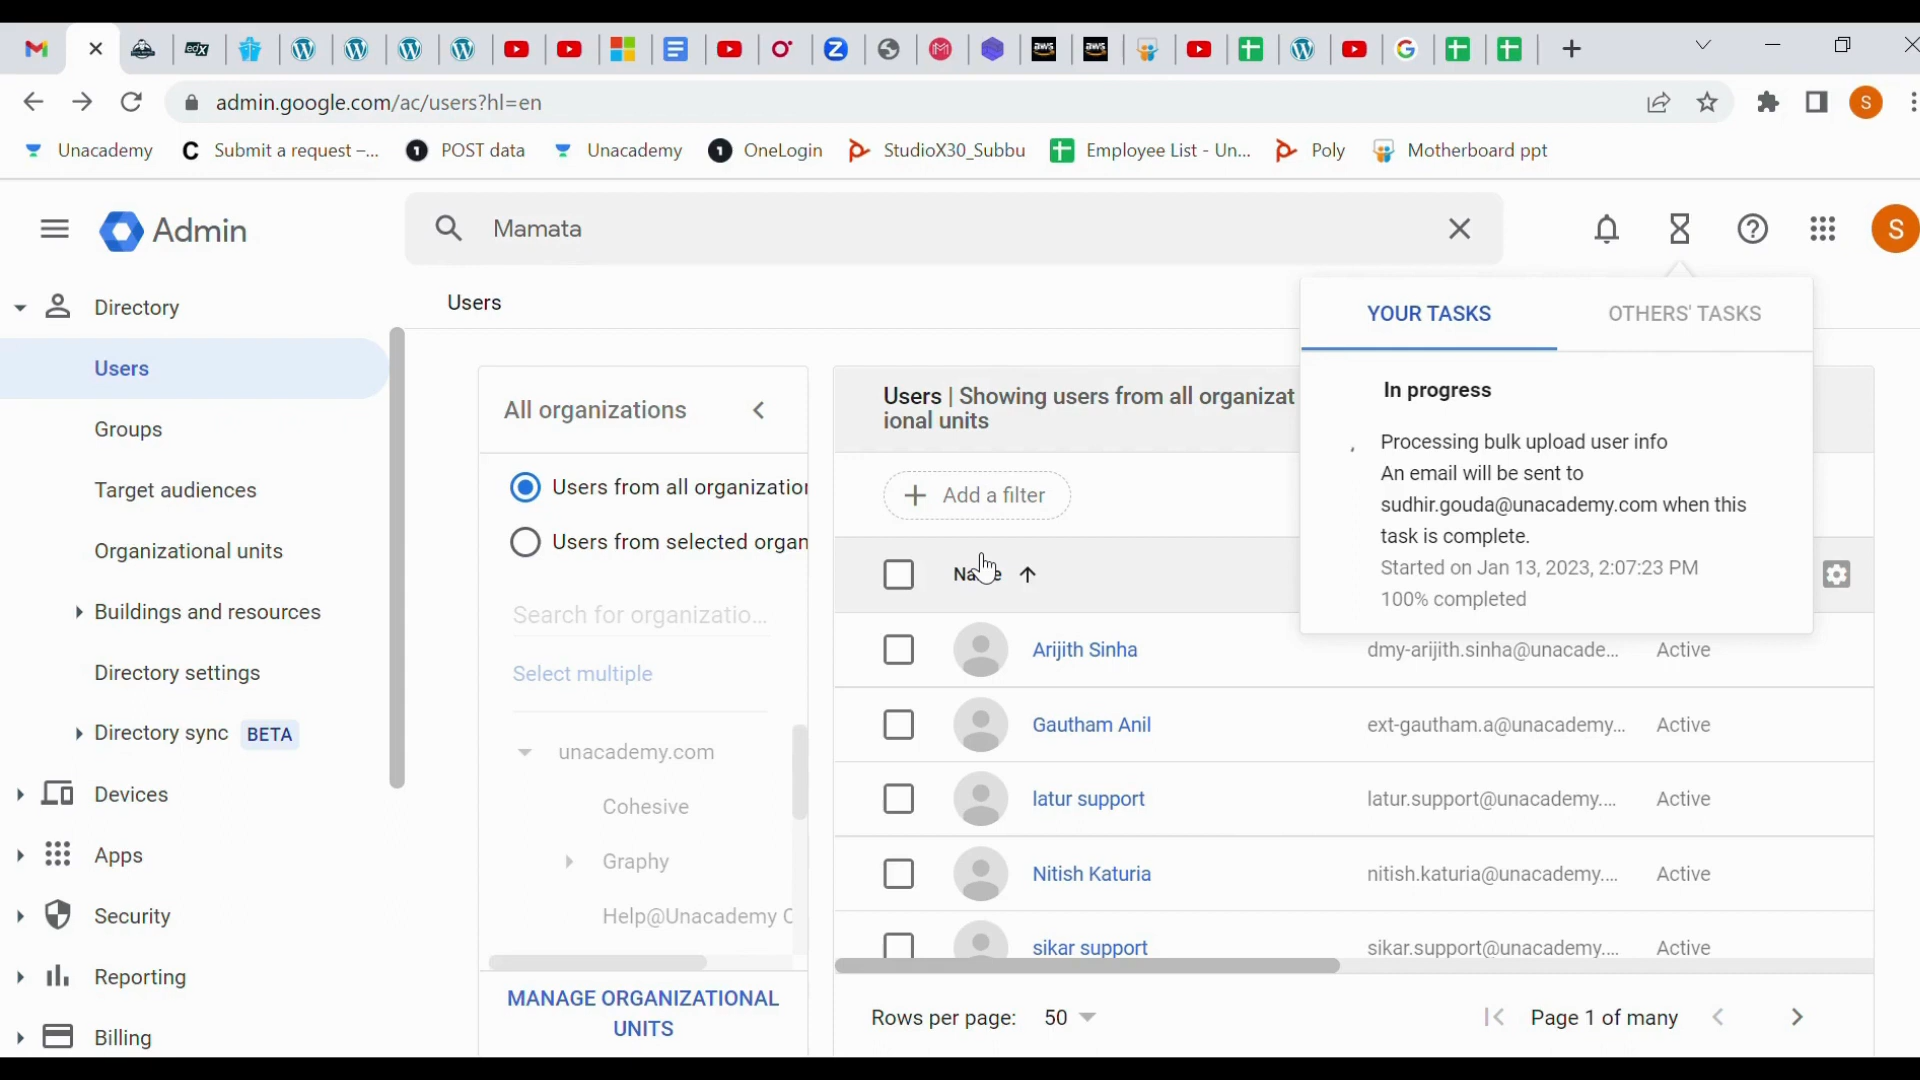 admin.google.com/ac/users?hl=en
S
Unacademy
Submit a request –...
POST data
Unacademy
OneLogin
StudioX30_Subbu
Employee List - Un...
Poly
Motherboard ppt
Admin
Mamata
S
Directory
Users
Groups
Target audiences
Organizational units
Buildings and resources
Directory settings
Directory sync BETA
Devices
Apps
Security
Reporting
Billing
Users
All organizations
Users from all organization
Users from selected organ
Search for organizatio...
Select multiple
unacademy.com
Cohesive
Graphy
Help@Unacademy C
MANAGE ORGANIZATIONAL
UNITS
Users | Showing users from all organizat
ional units
Add a filter
Name
Arijith Sinha dmy-arijith.sinha@unacade... Active
Gautham Anil ext-gautham.a@unacademy... Active
latur support latur.support@unacademy.... Active
Nitish Katuria nitish.katuria@unacademy.... Active
sikar support sikar.support@unacademy.... Active
Rows per page: 50
Page 1 of many
YOUR TASKS
OTHERS' TASKS
In progress
Processing bulk upload user info
An email will be sent to
sudhir.gouda@unacademy.com when this
task is complete.
Started on Jan 13, 2023, 2:07:23 PM
100% completed